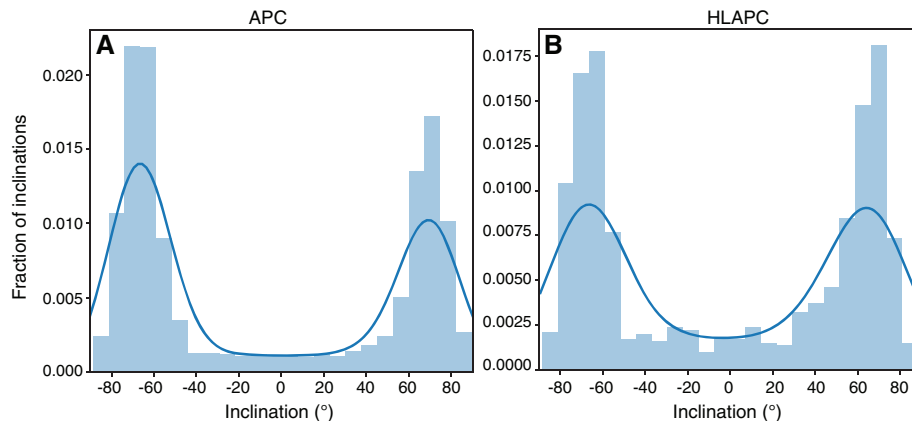 APC
HLAPC
A
B
0.020
0.015
0.010
0.005
0.000
0.0175
0.0150
0.0125
0.0100
0.0075
0.0050
0.0025
0.0000
Fraction of inclinations
-80 -60 -40 -20 0 20 40 60 80
-80 -60 -40 -20 0 20 40 60 80
Inclination (°)
Inclination (°)